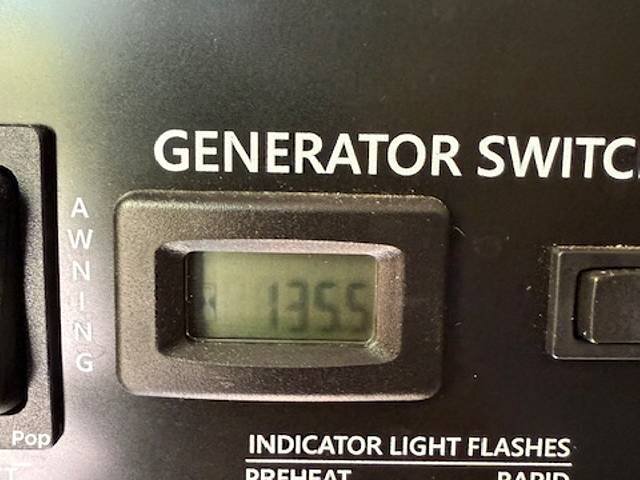 GENERATOR SWITC
AWNING
1355
Pop
INDICATOR LIGHT FLASHES
PREHEAT RAPID